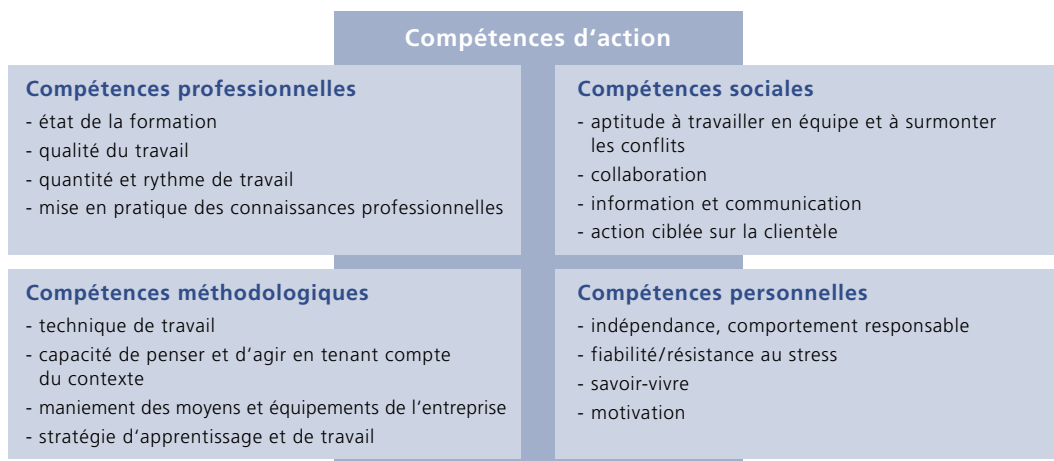 Compétences d‘action
Compétences professionnelles
- état de la formation
- qualité du travail
- quantité et rythme de travail
- mise en pratique des connaissances professionnelles
Compétences sociales
- aptitude à travailler en équipe et à surmonter
les conflits
- collaboration
- information et communication
- action ciblée sur la clientèle
Compétences méthodologiques
- technique de travail
- capacité de penser et d‘agir en tenant compte
du contexte
- maniement des moyens et équipements de l‘entreprise
- stratégie d‘apprentissage et de travail
Compétences personnelles
- indépendance, comportement responsable
- fiabilité/résistance au stress
- savoir-vivre
- motivation